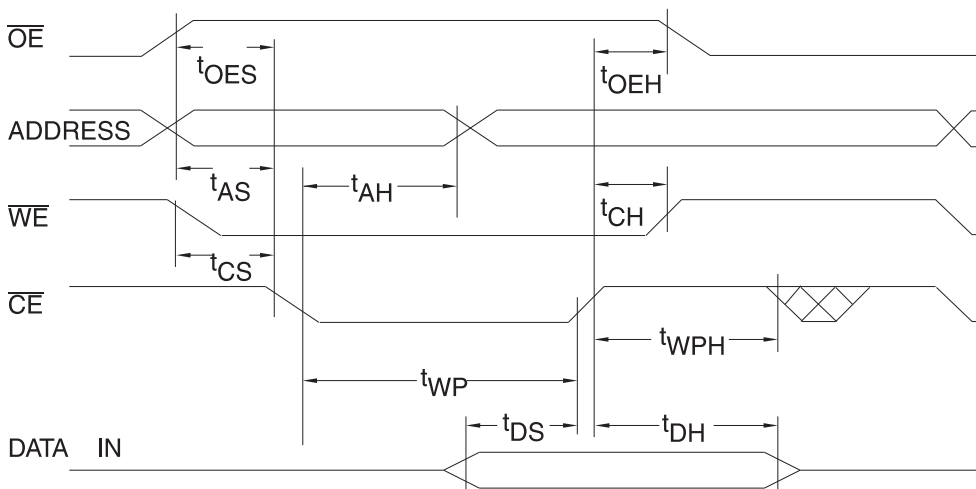 OE
tOES
tOEH
ADDRESS
tAS
tAH
WE
tCH
tCS
CE
tWPH
tWP
tDS
tDH
DATA IN